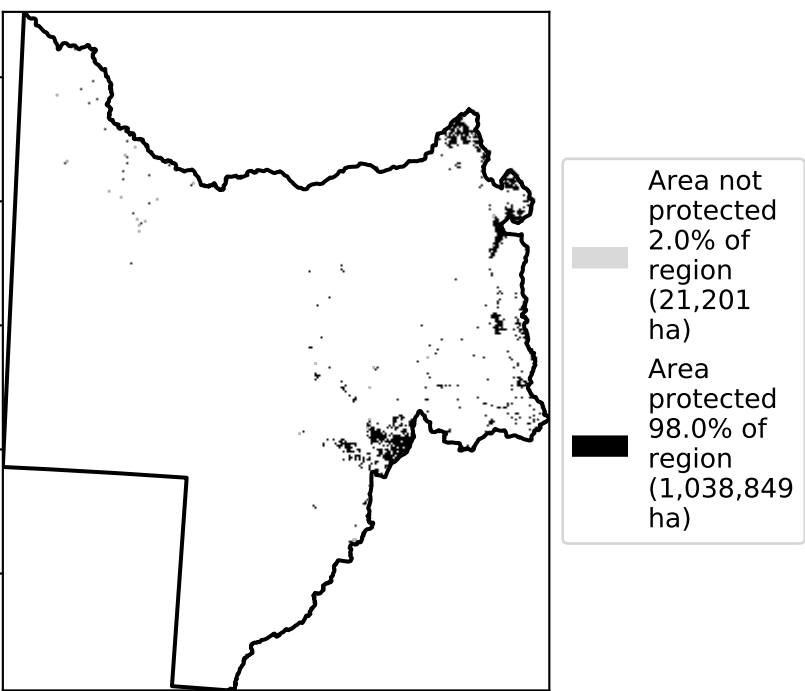 Area not
protected
2.0% of
region
(21,201
ha)
Area
protected
98.0% of
region
(1,038,849
ha)